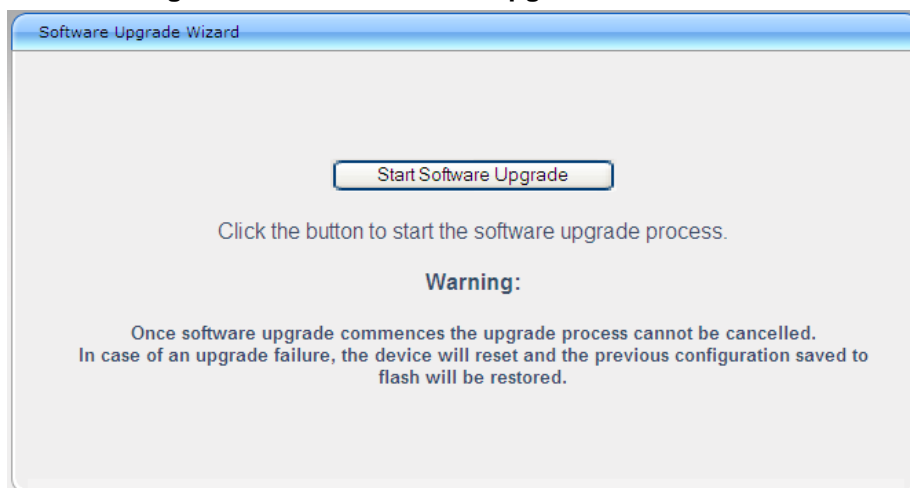 Software Upgrade Wizard
Start Software Upgrade
Click the button to start the software upgrade process.
Warning:
Once software upgrade commences the upgrade process cannot be cancelled.
In case of an upgrade failure, the device will reset and the previous configuration saved to
flash will be restored.